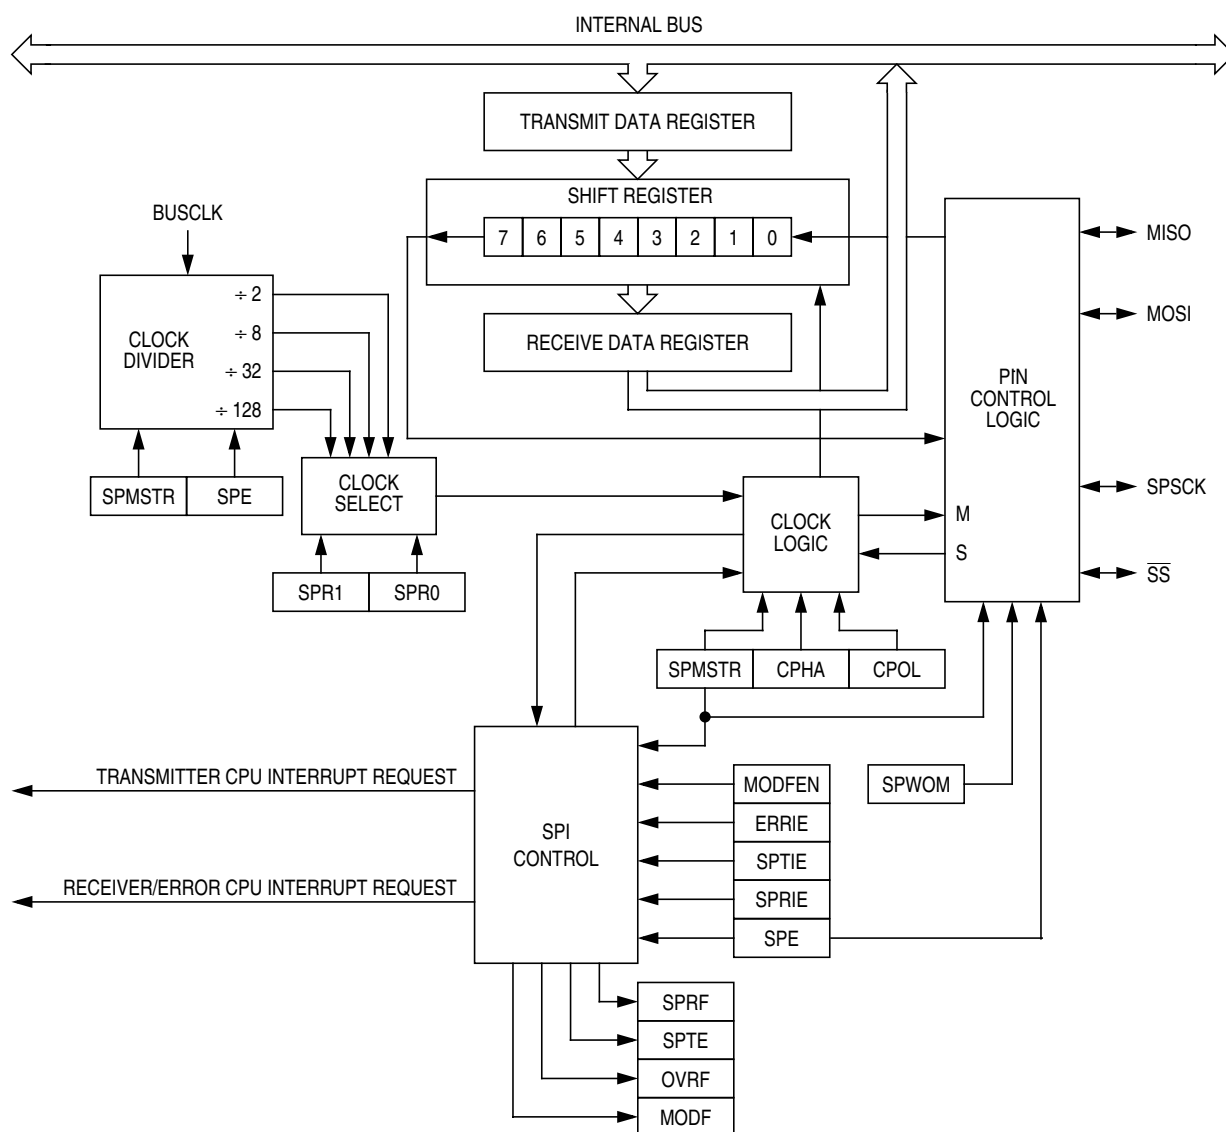 INTERNAL BUS
TRANSMIT DATA REGISTER
SHIFT REGISTER
7 6 5 4 3 2 1 0
RECEIVE DATA REGISTER
BUSCLK
CLOCK
DIVIDER
÷ 2
÷ 8
÷ 32
÷ 128
SPMSTR SPE
CLOCK
SELECT
SPR1 SPR0
CLOCK
LOGIC
SPMSTR CPHA CPOL
PIN
CONTROL
LOGIC
M
S
MISO
MOSI
SPSCK
S̅S̅
TRANSMITTER CPU INTERRUPT REQUEST
RECEIVER/ERROR CPU INTERRUPT REQUEST
SPI
CONTROL
MODFEN
ERRIE
SPTIE
SPRIE
SPE
SPWOM
SPRF
SPTE
OVRF
MODF